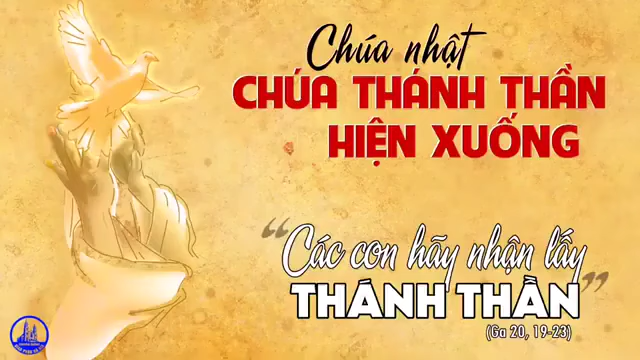 Chúa nhật
CHÚA THÁNH THẦN
HIỆN XUỐNG
“Các con hãy nhận lấy
THÁNH THẦN”
(Ga 20, 19-23)